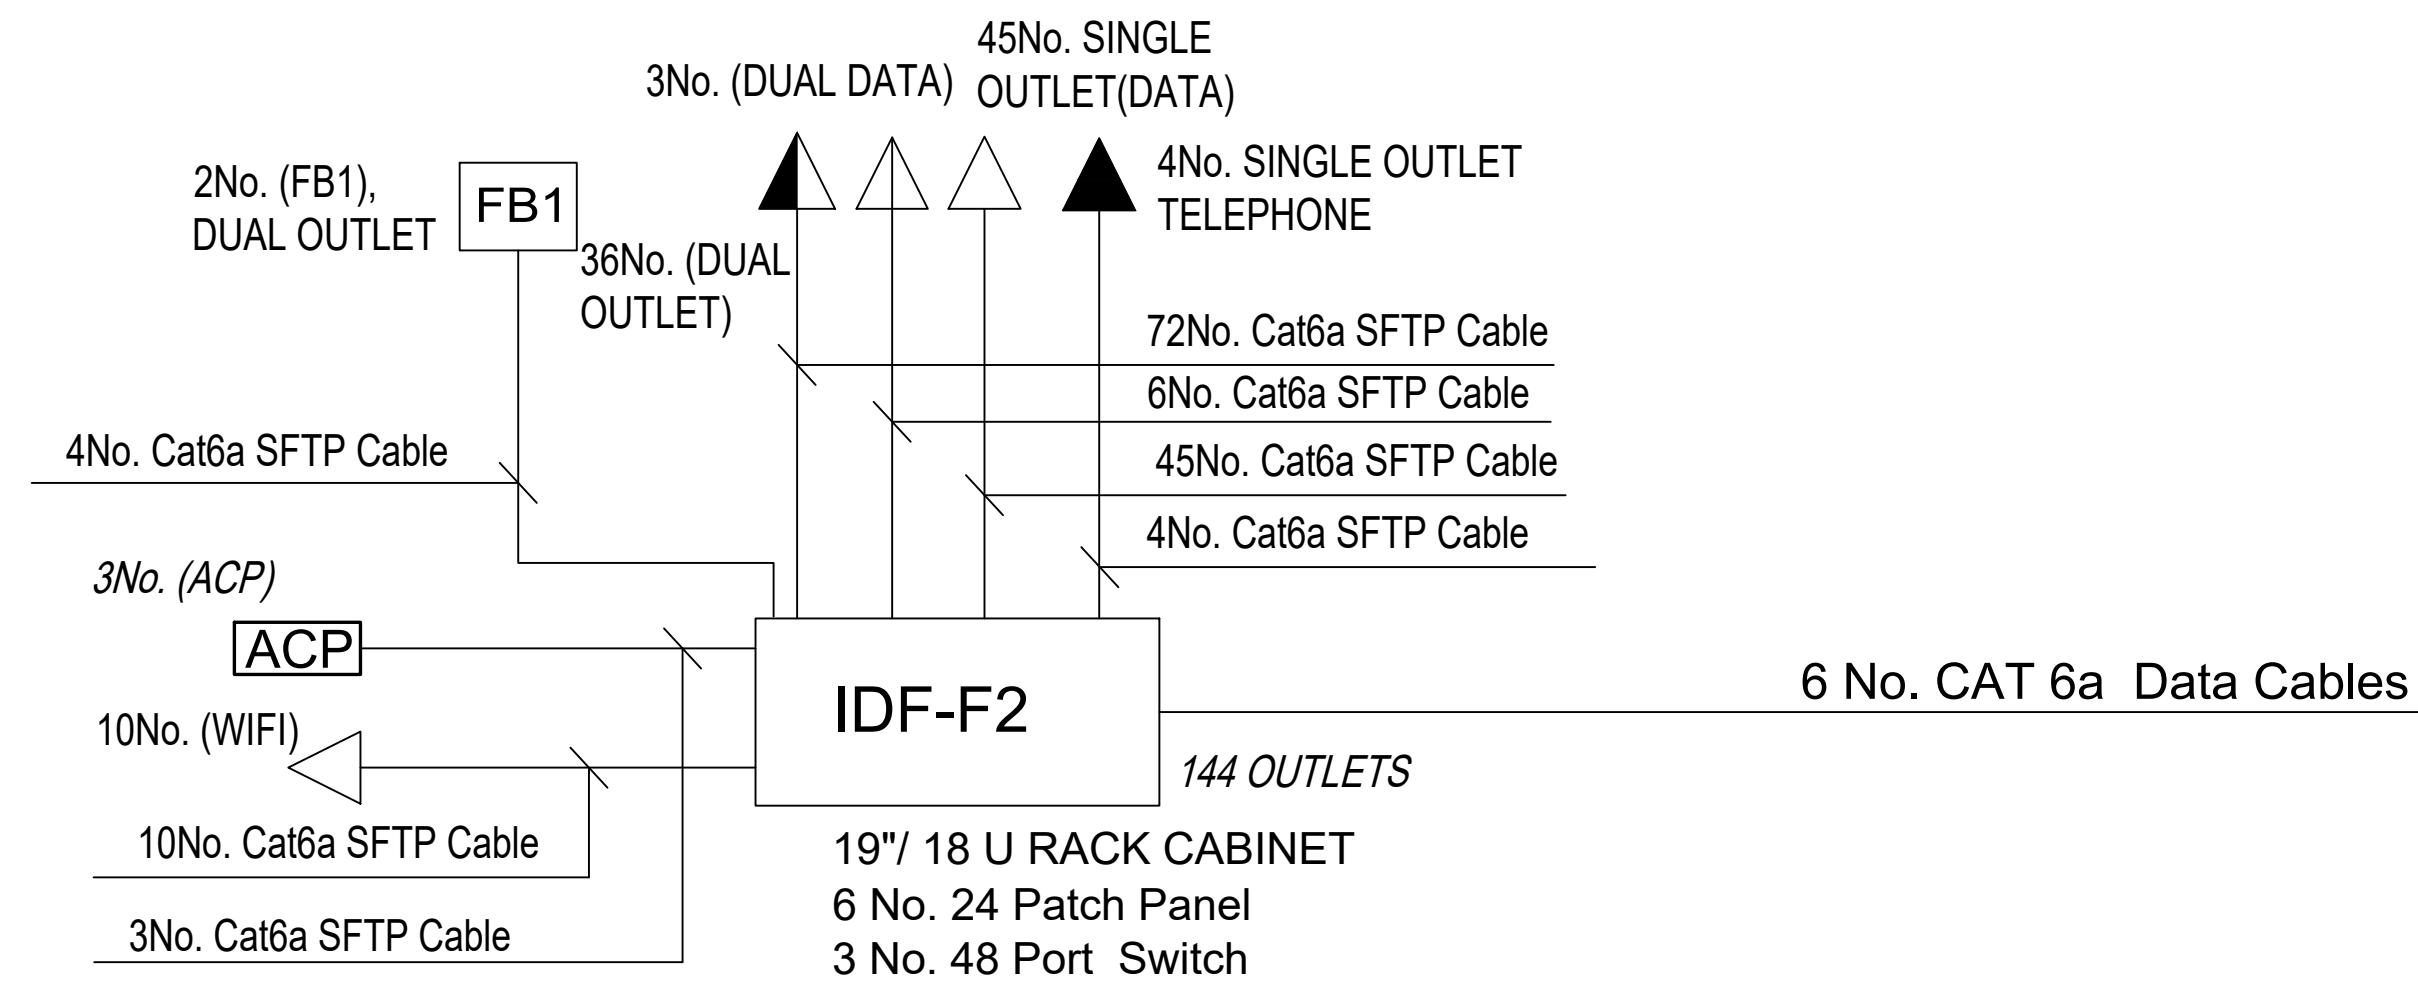 45No. SINGLE
OUTLET(DATA)
3No. (DUAL DATA)
2No. (FB1),
DUAL OUTLET
FB1
4No. SINGLE OUTLET
TELEPHONE
36No. (DUAL
OUTLET)
72No. Cat6a SFTP Cable
6No. Cat6a SFTP Cable
45No. Cat6a SFTP Cable
4No. Cat6a SFTP Cable
4No. Cat6a SFTP Cable
3No. (ACP)
ACP
10No. (WIFI)
IDF-F2
6 No. CAT 6a  Data Cables
144 OUTLETS
10No. Cat6a SFTP Cable
3No. Cat6a SFTP Cable
19"/ 18 U RACK CABINET
6 No. 24 Patch Panel
3 No. 48 Port  Switch